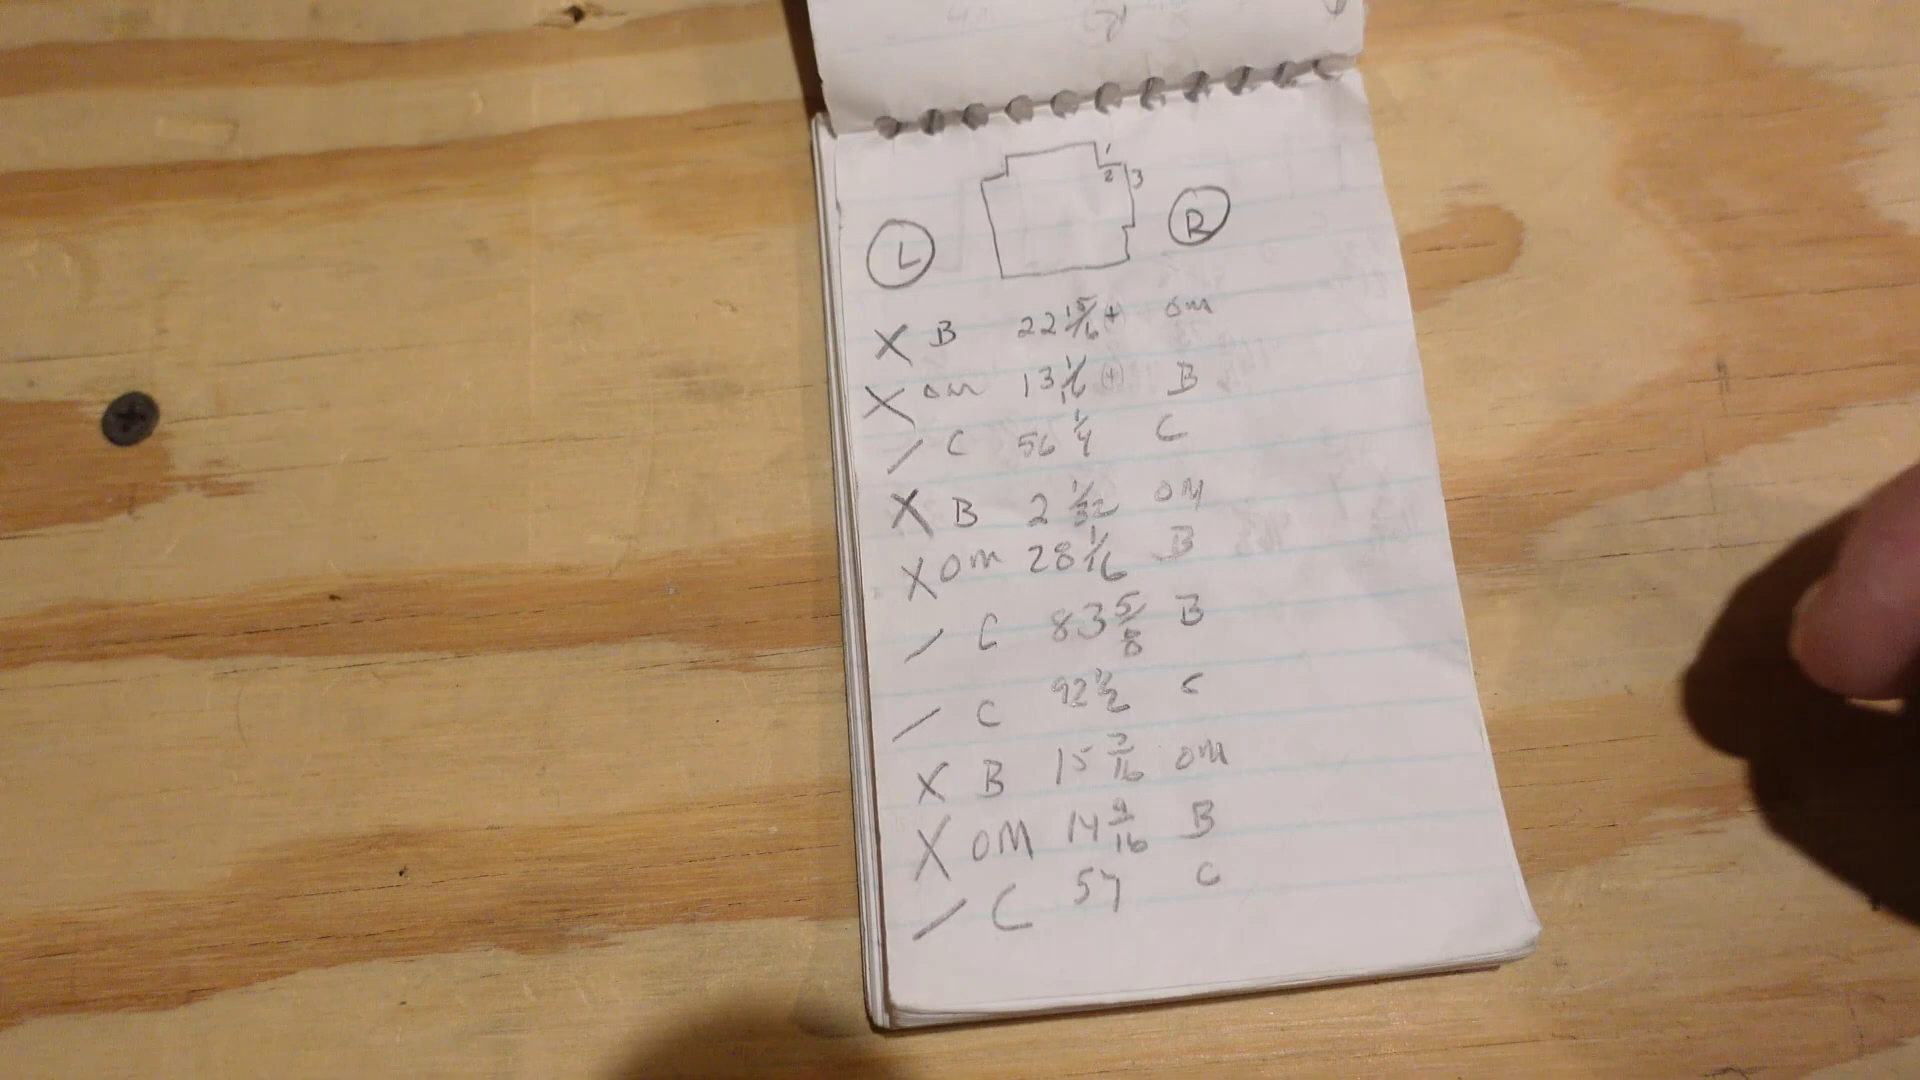 1
2 3
L R
X B 22 15/16 + om
X om 13 1/16 (+) B
/ C 56 1/4 C
X B 2 1/32 OM
X OM 28 1/16 B
/ C 83 5/8 B
/ C 92 1/2 C
X B 15 7/16 OM
X OM 14 9/16 B
/ C 57 C